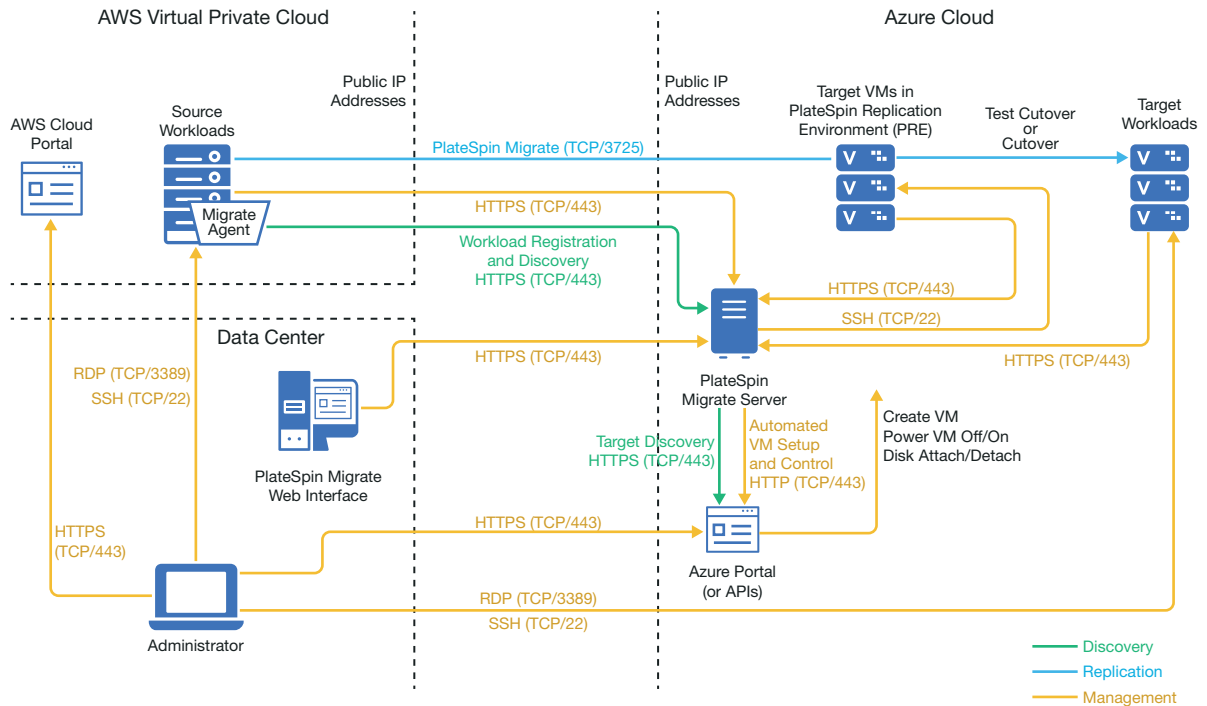 AWS Virtual Private Cloud
Azure Cloud
Public IP
Addresses
Public IP
Addresses
AWS Cloud
Portal
Source
Workloads
Target VMs in
PlateSpin Replication
Environment (PRE)
Test Cutover
or
Cutover
Target
Workloads
PlateSpin Migrate (TCP/3725)
V
V
V
V
V
V
HTTPS (TCP/443)
Migrate
Agent
Workload Registration
and Discovery
HTTPS (TCP/443)
HTTPS (TCP/443)
SSH (TCP/22)
Data Center
HTTPS (TCP/443)
HTTPS (TCP/443)
RDP (TCP/3389)
SSH (TCP/22)
PlateSpin
Migrate Server
PlateSpin Migrate
Web Interface
Target Discovery
HTTPS (TCP/443)
Automated
VM Setup
and Control
HTTP (TCP/443)
Create VM
Power VM Off/On
Disk Attach/Detach
HTTPS
(TCP/443)
HTTPS (TCP/443)
Azure Portal
(or APIs)
RDP (TCP/3389)
SSH (TCP/22)
Administrator
Discovery
Replication
Management